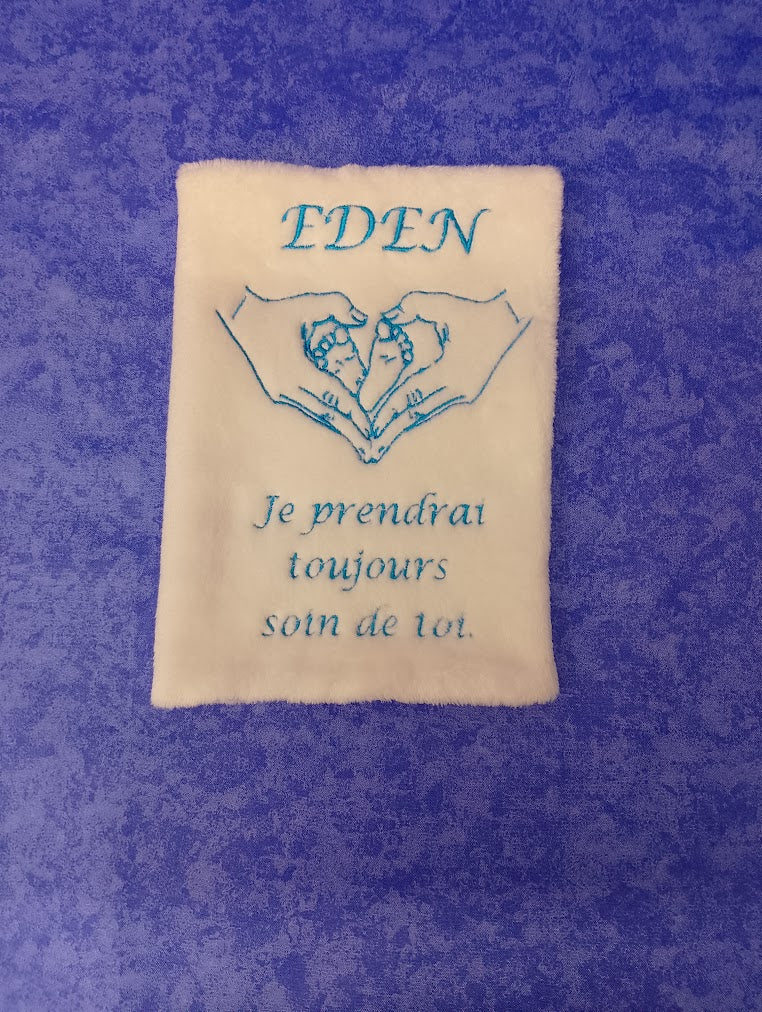 EDEN
Je prendrai
toujours
soin de toi.